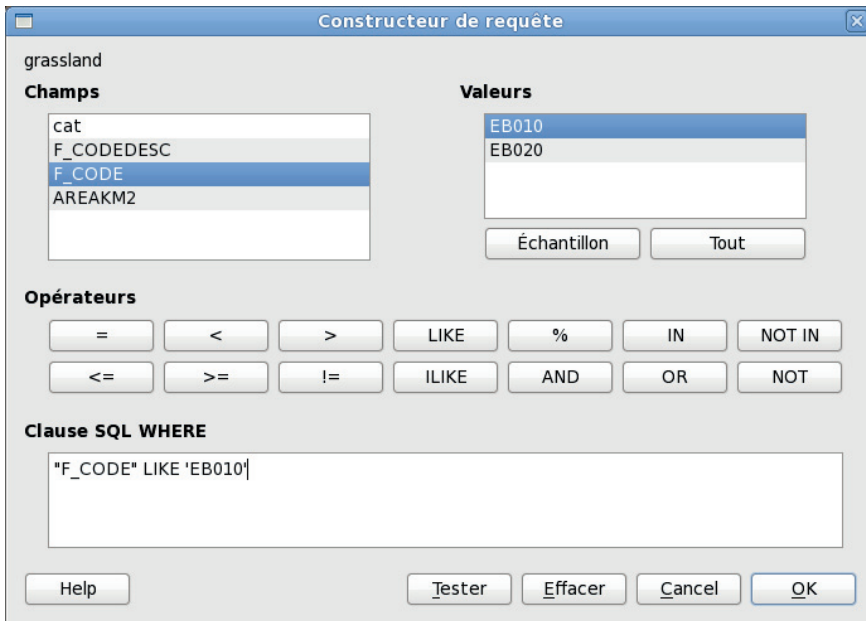 Constructeur de requête
grassland
Champs
Valeurs
cat
F_CODEDESC
F_CODE
AREAKM2
EB010
EB020
Échantillon Tout
Opérateurs
= < > LIKE % IN NOT IN
<= >= != ILIKE AND OR NOT
Clause SQL WHERE
"F_CODE" LIKE 'EB010'
Help Tester Effacer Cancel OK